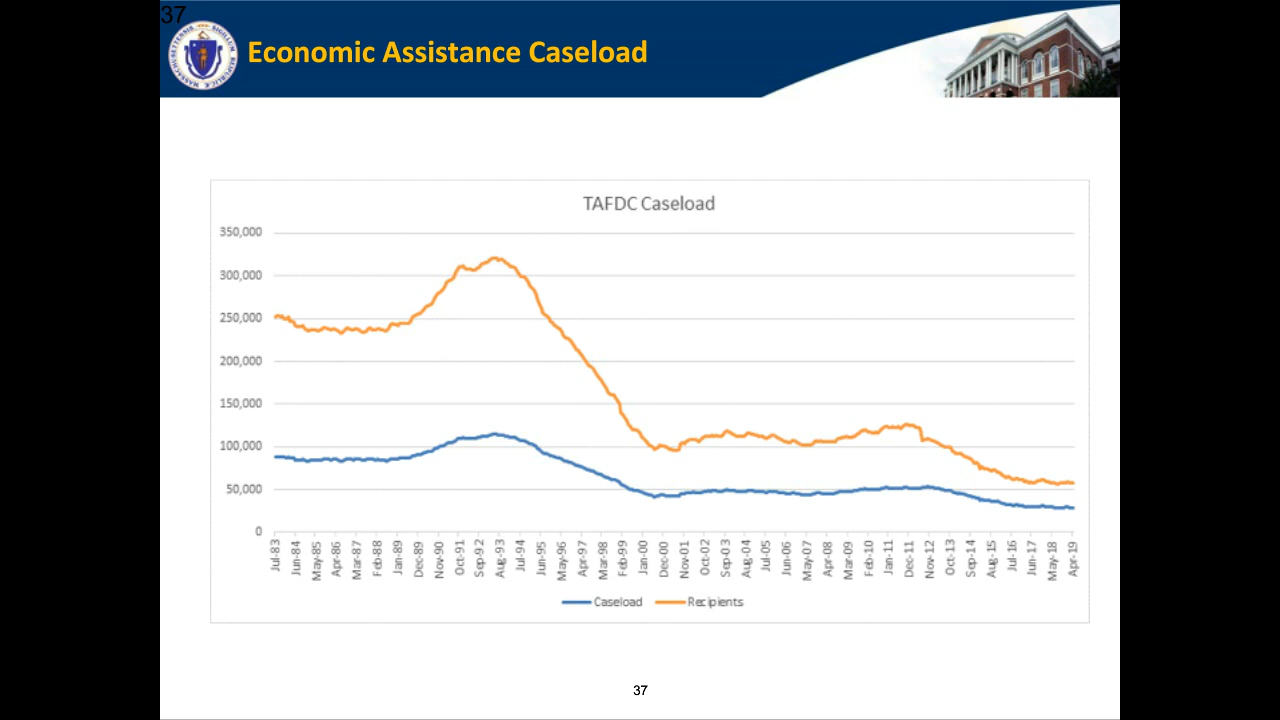 37
Economic Assistance Caseload
TAFDC Caseload
350,000
300,000
250,000
200,000
150,000
100,000
50,000
0
Jul-83
Jun-84
May-85
Apr-86
Mar-87
Feb-88
Jan-89
Dec-89
Nov-90
Oct-91
Sep-92
Aug-93
Jul-94
Jun-95
May-96
Apr-97
Mar-98
Feb-99
Jan-00
Dec-00
Nov-01
Oct-02
Sep-03
Aug-04
Jul-05
Jun-06
May-07
Apr-08
Mar-09
Feb-10
Jan-11
Dec-11
Nov-12
Oct-13
Sep-14
Aug-15
Jul-16
Jun-17
May-18
Apr-19
Caseload Recipients
37